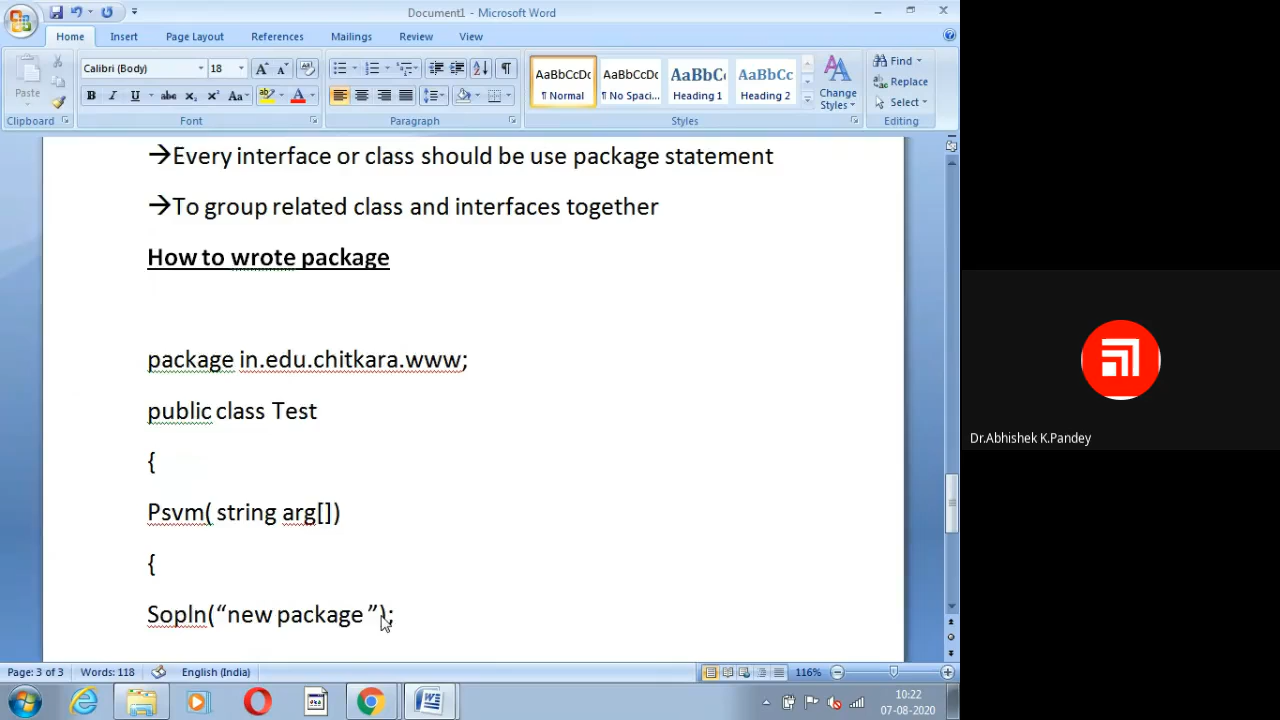 Document1 - Microsoft Word
Home Insert Page Layout References Mailings Review View
Paste
Calibri (Body) 18
AaBbCcDc AaBbCcDc AaBbC AaBbCc
¶ Normal ¶ No Spaci... Heading 1 Heading 2
Change Styles
Find
Replace
Select
Clipboard Font Paragraph Styles Editing
→Every interface or class should be use package statement
→To group related class and interfaces together
How to wrote package
package in.edu.chitkara.www;
public class Test
{
Psvm( string arg[])
{
Sopln(“new package ”);
Dr.Abhishek K.Pandey
Page: 3 of 3 Words: 118 English (India) 116%
10:22
07-08-2020